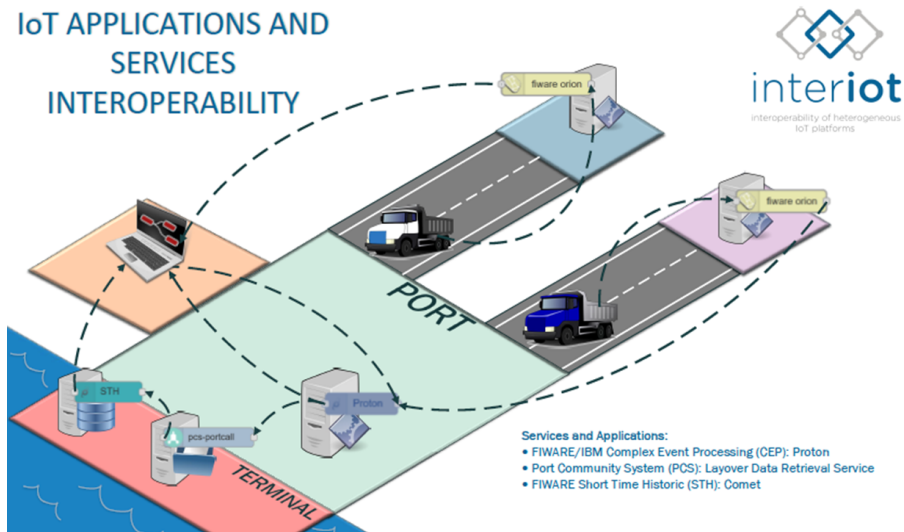 IoT APPLICATIONS AND
SERVICES
INTEROPERABILITY
interiot
interoperability of heterogeneous
IoT platforms
fiware orion
fiware orion
PORT
STH
Proton
pcs-portcall
TERMINAL
Services and Applications:
• FIWARE/IBM Complex Event Processing (CEP): Proton
• Port Community System (PCS): Layover Data Retrieval Service
• FIWARE Short Time Historic (STH): Comet